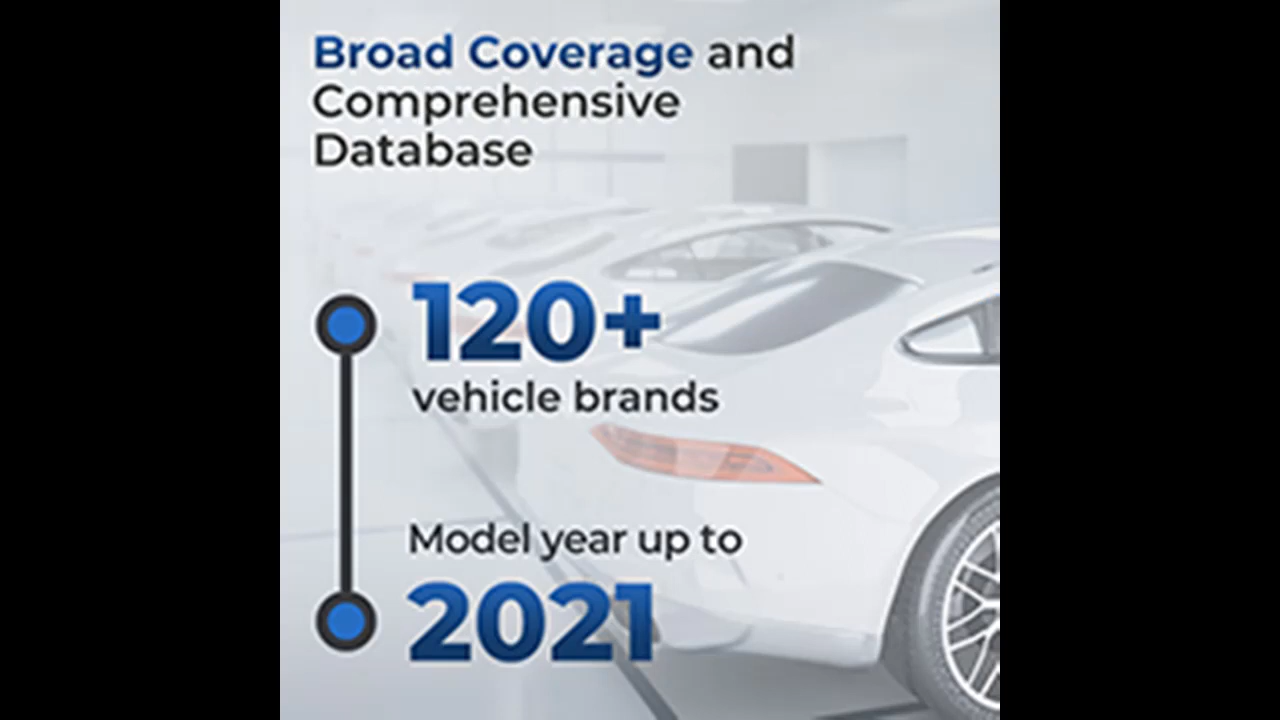 Broad Coverage and
Comprehensive
Database
120+
vehicle brands
Model year up to
2021